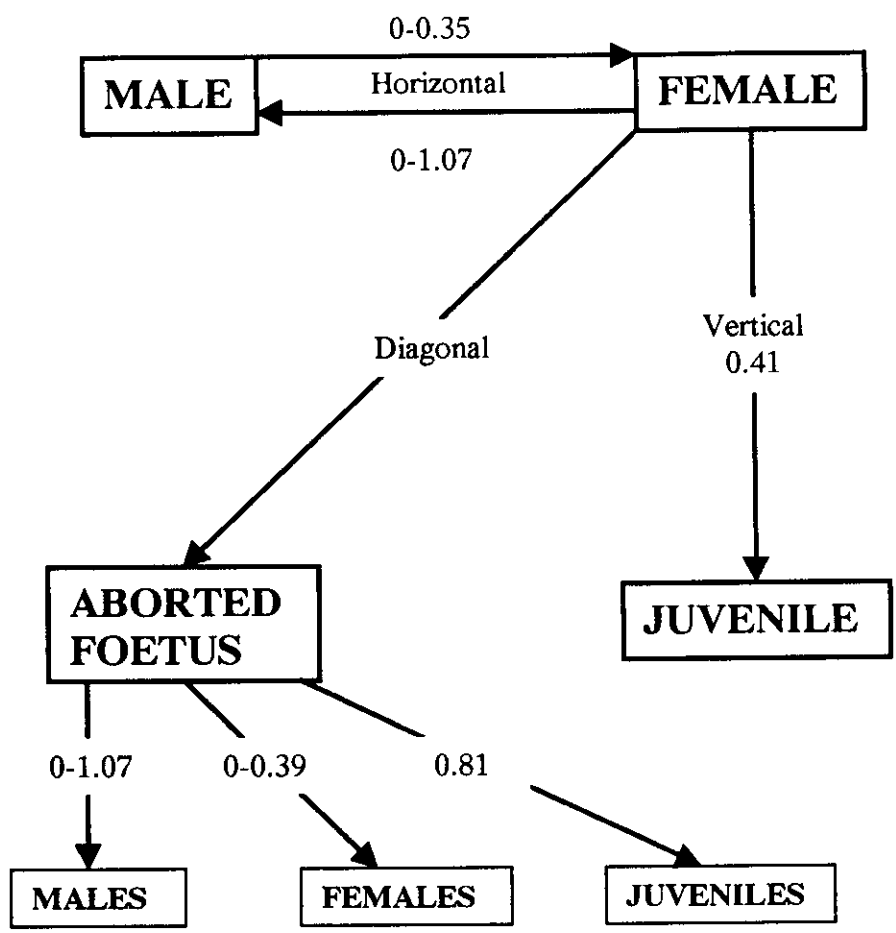 0-0.35
MALE
Horizontal
FEMALE
0-1.07
Diagonal
Vertical
0.41
ABORTED
FOETUS
JUVENILE
0-1.07
0-0.39
0.81
MALES
FEMALES
JUVENILES